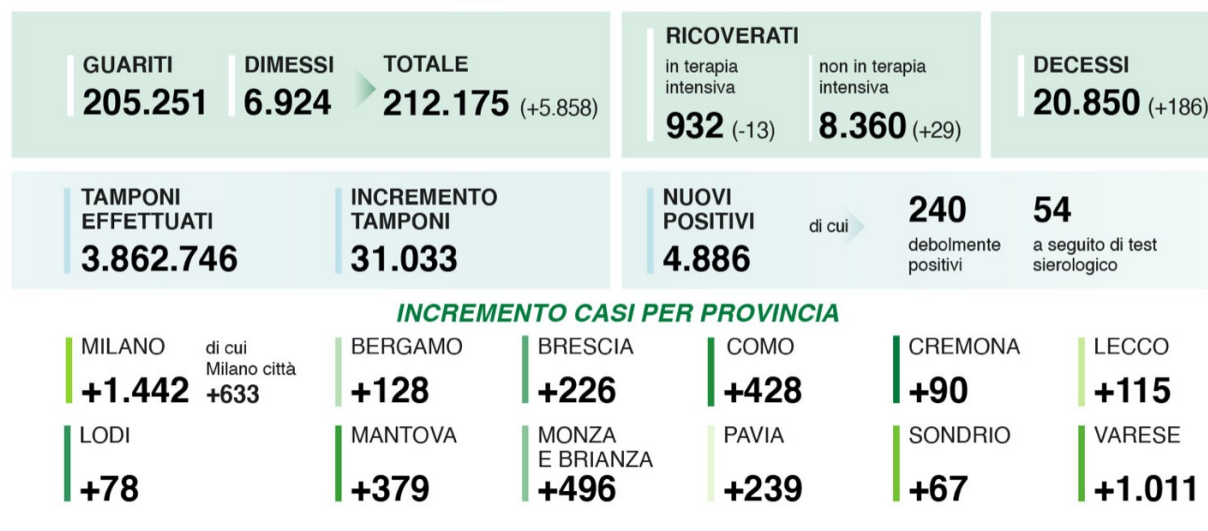 GUARITI
205.251
DIMESSI
6.924
TOTALE
212.175 (+5.858)
RICOVERATI
in terapia
intensiva
932 (-13)
non in terapia
intensiva
8.360 (+29)
DECESSI
20.850 (+186)
TAMPONI
EFFETTUATI
3.862.746
INCREMENTO
TAMPONI
31.033
NUOVI
POSITIVI
4.886
di cui
240
debolmente
positivi
54
a seguito di test
sierologico
INCREMENTO CASI PER PROVINCIA
MILANO
+1.442
di cui
Milano città
+633
BERGAMO
+128
BRESCIA
+226
COMO
+428
CREMONA
+90
LECCO
+115
LODI
+78
MANTOVA
+379
MONZA
E BRIANZA
+496
PAVIA
+239
SONDRIO
+67
VARESE
+1.011